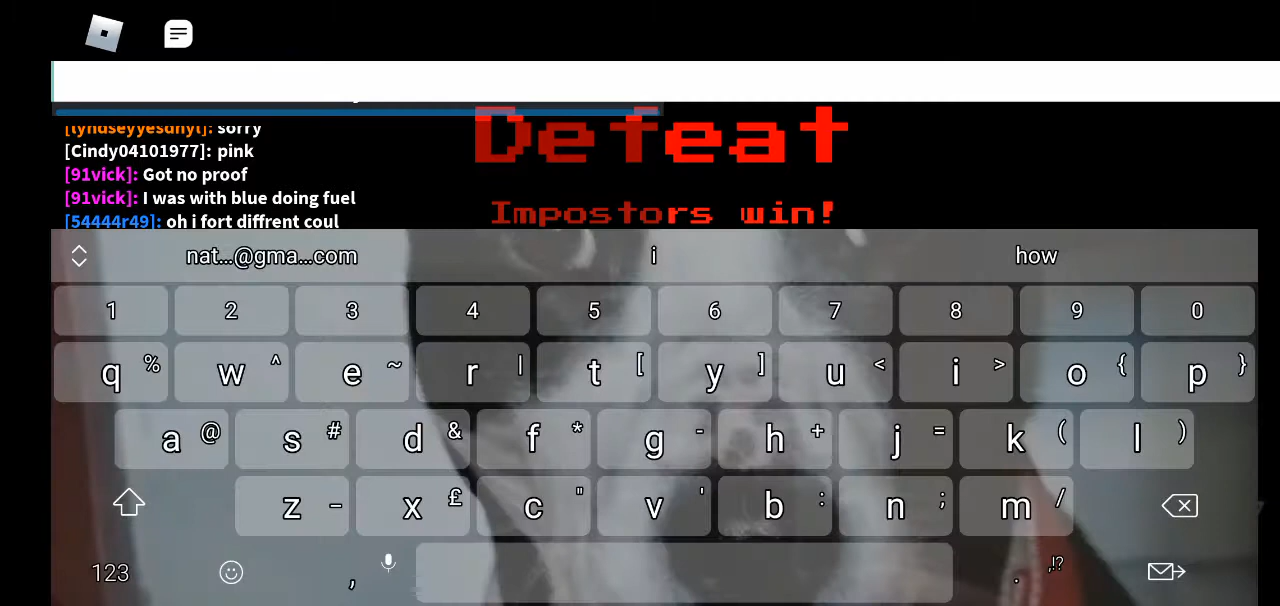 [lyndseyyesdhyt]: sorry
[Cindy04101977]: pink
[91vick]: Got no proof
[91vick]: I was with blue doing fuel
[54444r49]: oh i fort diffrent coul
Defeat
Impostors win!
nat...@gma...com i how
1 2 3 4 5 6 7 8 9 0
q % w ^ e ~ r | t [ y ] u < i > o { p }
a @ s # d & f * g - h + j = k ( l )
z – x £ c " v ' b : n ; m /
123 , . ,!?